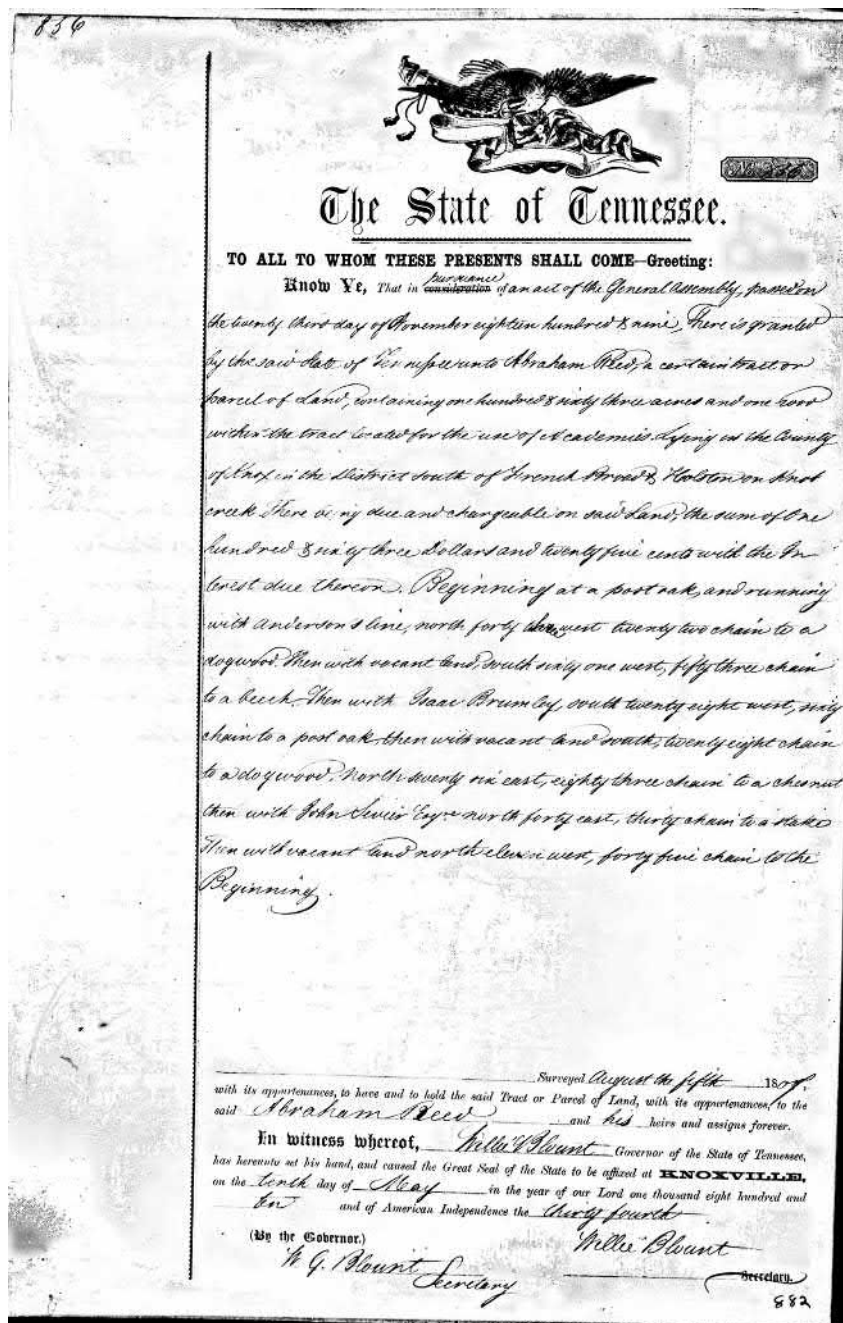 856
No 856
The State of Tennessee.
TO ALL TO WHOM THESE PRESENTS SHALL COME—Greeting:
pursuance
Know Ye, That in consideration of an act of the General Assembly, passed on
the twenty third day of November eighteen hundred & nine, There is granted
by the said State of Tennessee unto Abraham Reed, a certain tract or
parcel of Land, containing one hundred & sixty three acres and one rood
within the tract located for the use of Academies Lying in the County
of Knox in the District south of French Broad & Holston on Knob
creek There being due and chargeable on said Land, the sum of One
hundred & sixty three Dollars and twenty five cents with the In
terest due thereon. Beginning at a post oak, and running
with Anderson's line, north forty west twenty two chain to a
dogwood. Then with vacant land, south sixty one west, fifty three chain
to a beech. Then with Isaac Brumley, south twenty eight west, sixty
chain to a post oak, then with vacant land south, twenty eight chain
to a dogwood. North seventy six east, eighty three chain to a chesnut
then with John Sevier Esqre north forty east, thirty chain to a stake
Then with vacant land north eleven west, forty five chain to the
Beginning.
Surveyed August the fifth 180
with its appurtenances, to have and to hold the said Tract or Parcel of Land, with its appurtenances, to the
said Abraham Reed and his heirs and assigns forever.
In witness whereof, Willie Blount Governor of the State of Tennessee,
has hereunto set his hand, and caused the Great Seal of the State to be affixed at KNOXVILLE,
on the tenth day of May in the year of our Lord one thousand eight hundred and
ten and of American Independence the thirty fourth
(By the Governor.) Willie Blount
W. G. Blount Secretary Secretary.
882